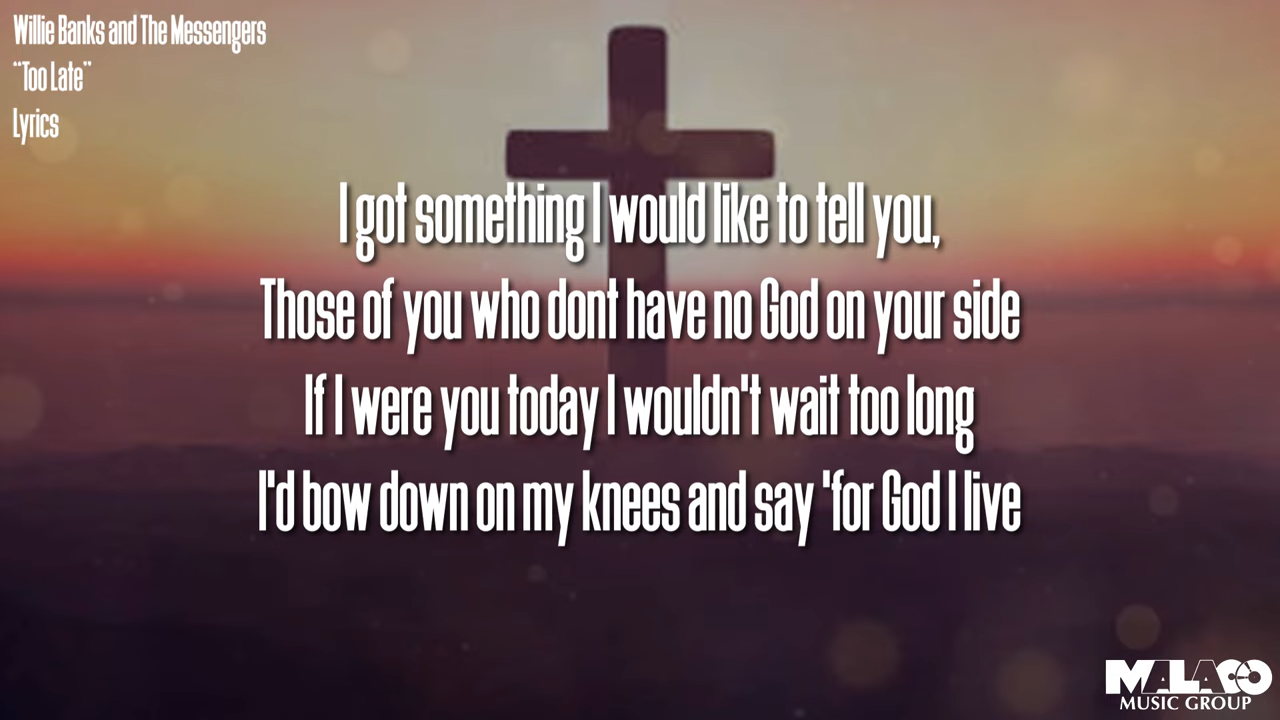 Willie Banks and The Messengers
"Too Late"
Lyrics
I got something I would like to tell you,
Those of you who dont have no God on your side
If I were you today I wouldn't wait too long
I'd bow down on my knees and say 'for God I live
MALACO
MUSIC GROUP